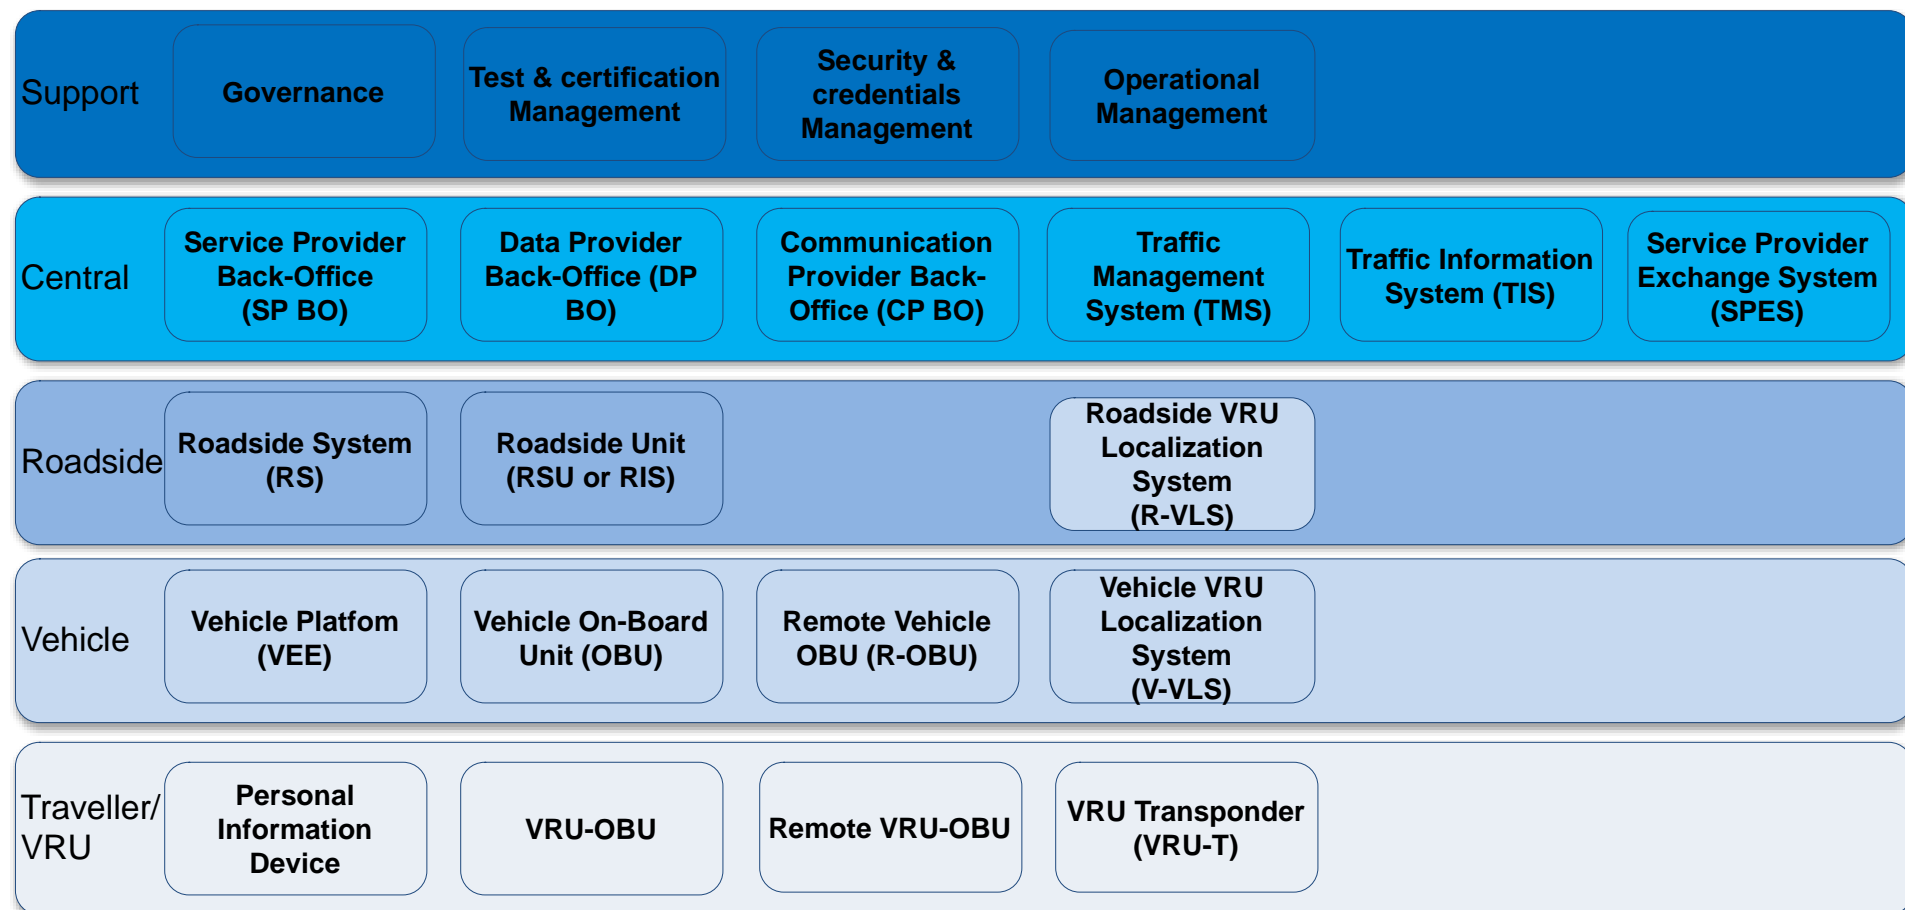 Support
Governance
Test & certification
Management
Security &
credentials
Management
Operational
Management
Central
Service Provider
Back-Office
(SP BO)
Data Provider
Back-Office (DP
BO)
Communication
Provider Back-
Office (CP BO)
Traffic
Management
System (TMS)
Traffic Information
System (TIS)
Service Provider
Exchange System
(SPES)
Roadside
Roadside System
(RS)
Roadside Unit
(RSU or RIS)
Roadside VRU
Localization
System
(R-VLS)
Vehicle
Vehicle Platfom
(VEE)
Vehicle On-Board
Unit (OBU)
Remote Vehicle
OBU (R-OBU)
Vehicle VRU
Localization
System
(V-VLS)
Traveller/
VRU
Personal
Information
Device
VRU-OBU
Remote VRU-OBU
VRU Transponder
(VRU-T)